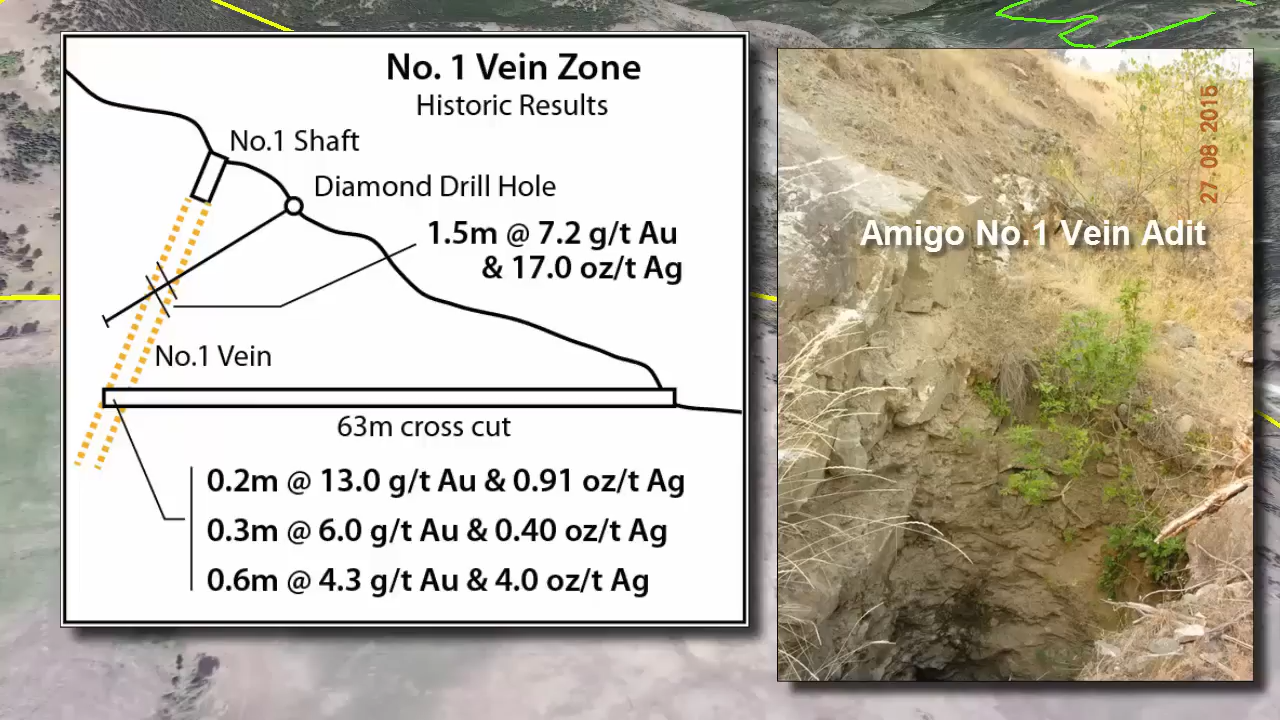 No. 1 Vein Zone
Historic Results
No.1 Shaft
Diamond Drill Hole
1.5m @ 7.2 g/t Au
& 17.0 oz/t Ag
No.1 Vein
63m cross cut
0.2m @ 13.0 g/t Au & 0.91 oz/t Ag
0.3m @ 6.0 g/t Au & 0.40 oz/t Ag
0.6m @ 4.3 g/t Au & 4.0 oz/t Ag
Amigo No.1 Vein Adit
27.08.2015